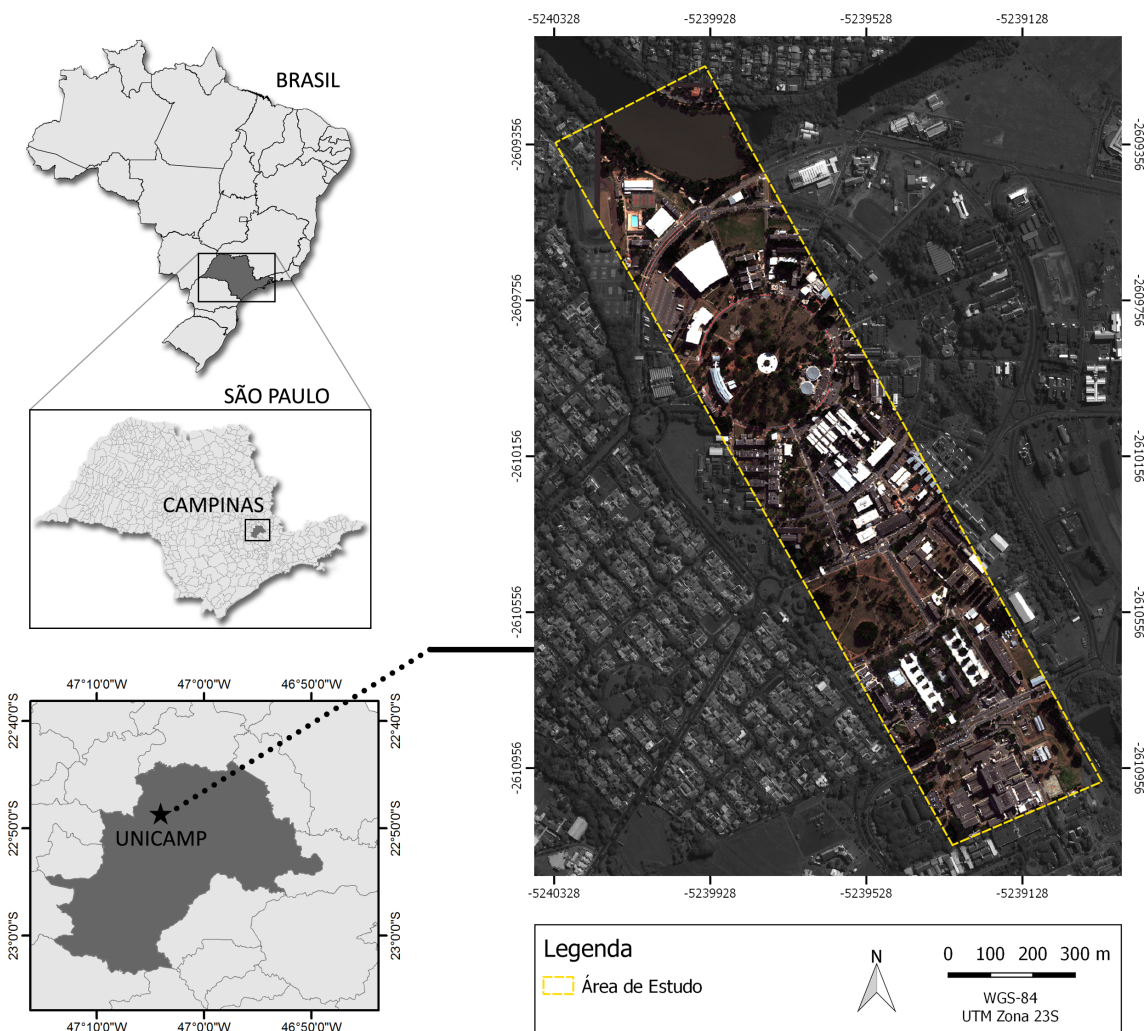 BRASIL
SÃO PAULO
CAMPINAS
47°10'0"W 47°0'0"W 46°50'0"W
22°40'0"S 22°40'0"S
22°50'0"S 22°50'0"S
23°0'0"S 23°0'0"S
UNICAMP
47°10'0"W 47°0'0"W 46°50'0"W
-5240328 -5239928 -5239528 -5239128
-2609356 -2609356
-2609756 -2609756
-2610156 -2610156
-2610556 -2610556
-2610956 -2610956
-5240328 -5239928 -5239528 -5239128
Legenda
Área de Estudo
N
0 100 200 300 m
WGS-84
UTM Zona 23S